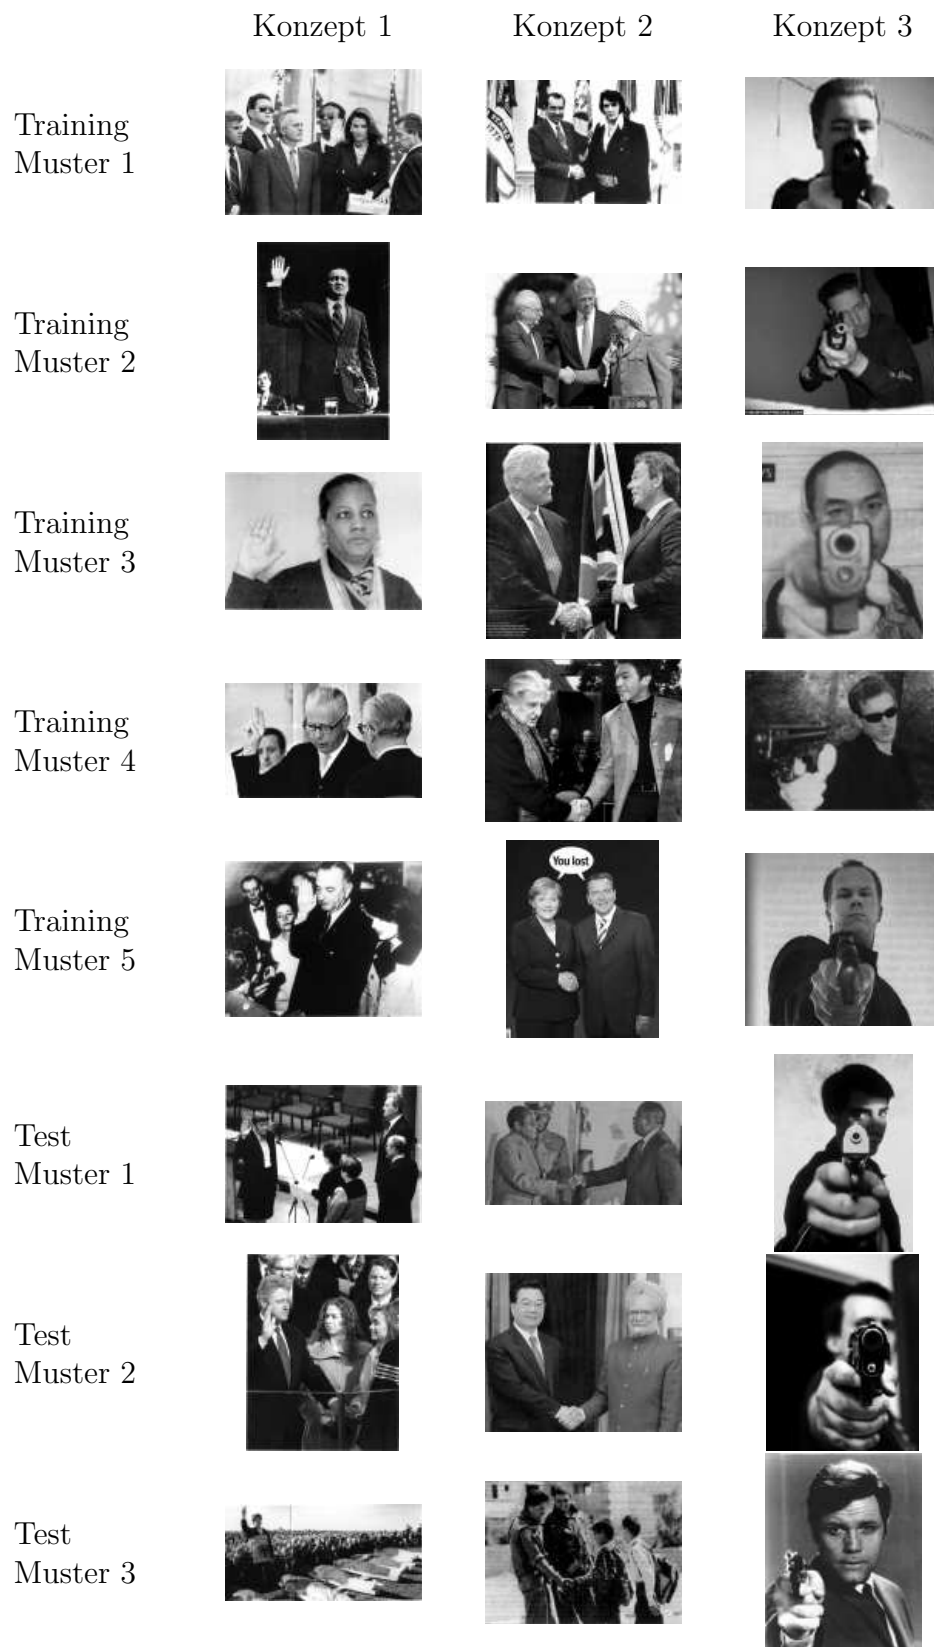 Konzept 1 Konzept 2 Konzept 3
Training
Muster 1
Training
Muster 2
Training
Muster 3
Training
Muster 4
You lost
Training
Muster 5
Test
Muster 1
Test
Muster 2
Test
Muster 3